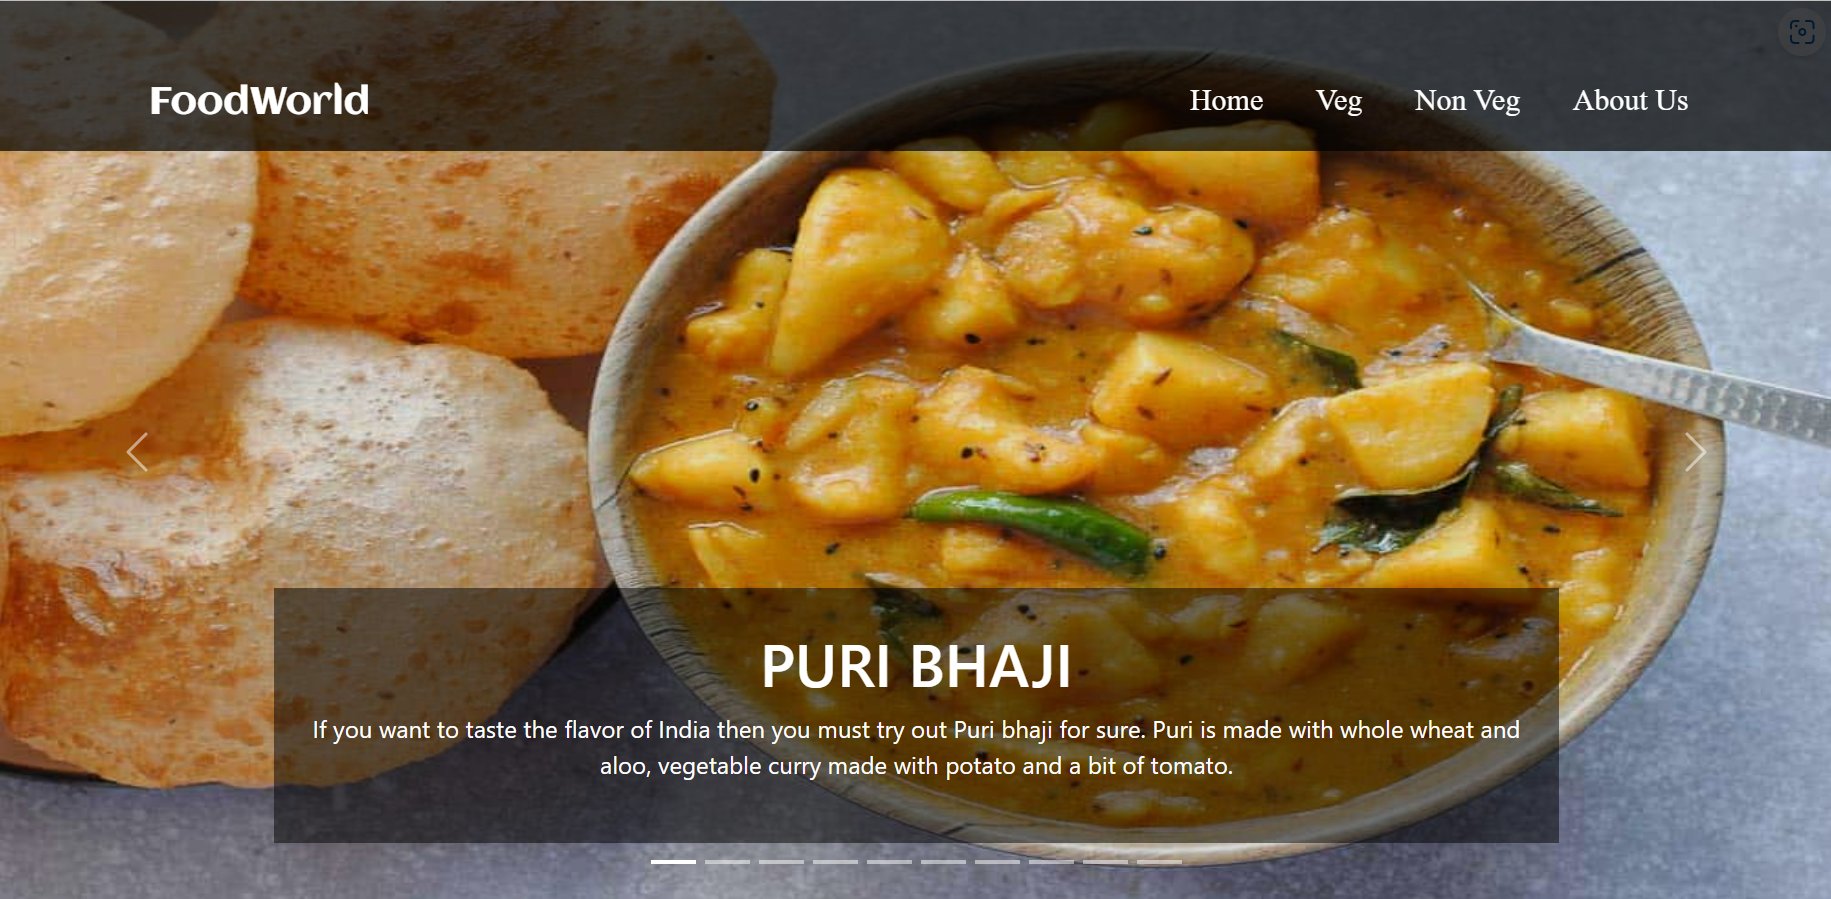 FoodWorld
Home Veg Non Veg About Us
PURI BHAJI
If you want to taste the flavor of India then you must try out Puri bhaji for sure. Puri is made with whole wheat and
aloo, vegetable curry made with potato and a bit of tomato.